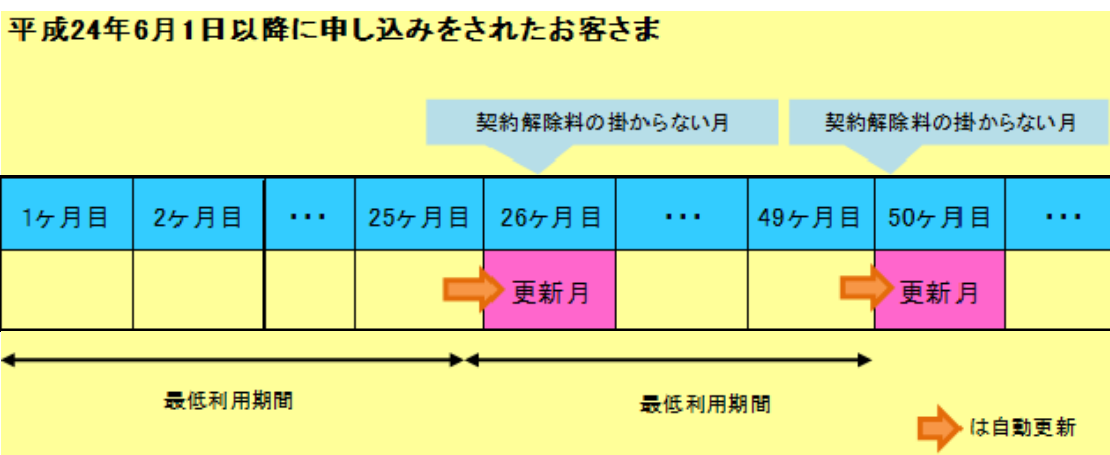 平成24年6月1日以降に申し込みをされたお客さま
契約解除料の掛からない月 契約解除料の掛からない月
1ヶ月目 2ヶ月目 ・・・ 25ヶ月目 26ヶ月目 ・・・ 49ヶ月目 50ヶ月目 ・・・
更新月 更新月
最低利用期間 最低利用期間
は自動更新